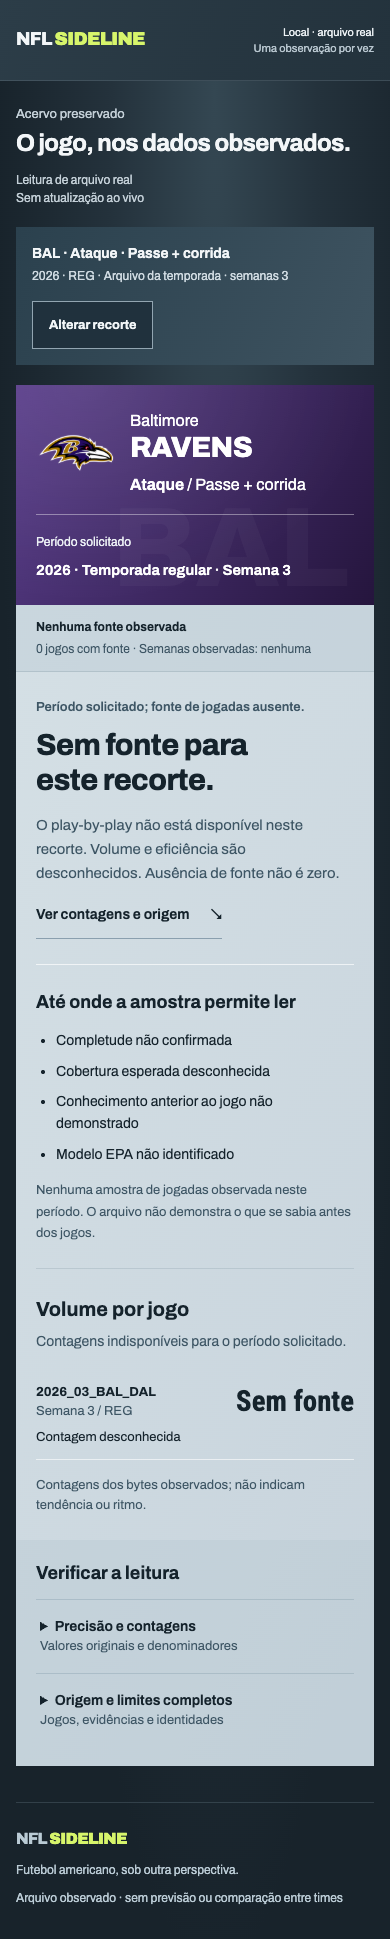 NFL SIDELINE
Local · arquivo real
Uma observação por vez
Acervo preservado
O jogo, nos dados observados.
Leitura de arquivo real
Sem atualização ao vivo
BAL · Ataque · Passe + corrida
2026 · REG · Arquivo da temporada · semanas 3
Alterar recorte
Baltimore
RAVENS
Ataque / Passe + corrida
BAL
Período solicitado
2026 · Temporada regular · Semana 3
Nenhuma fonte observada
0 jogos com fonte · Semanas observadas: nenhuma
Período solicitado; fonte de jogadas ausente.
Sem fonte para
este recorte.
O play-by-play não está disponível neste
recorte. Volume e eficiência são
desconhecidos. Ausência de fonte não é zero.
Ver contagens e origem ↘
Até onde a amostra permite ler
• Completude não confirmada
• Cobertura esperada desconhecida
• Conhecimento anterior ao jogo não
demonstrado
• Modelo EPA não identificado
Nenhuma amostra de jogadas observada neste
período. O arquivo não demonstra o que se sabia antes
dos jogos.
Volume por jogo
Contagens indisponíveis para o período solicitado.
2026_03_BAL_DAL
Semana 3 / REG
Contagem desconhecida
Sem fonte
Contagens dos bytes observados; não indicam
tendência ou ritmo.
Verificar a leitura
▶ Precisão e contagens
Valores originais e denominadores
▶ Origem e limites completos
Jogos, evidências e identidades
NFL SIDELINE
Futebol americano, sob outra perspectiva.
Arquivo observado · sem previsão ou comparação entre times